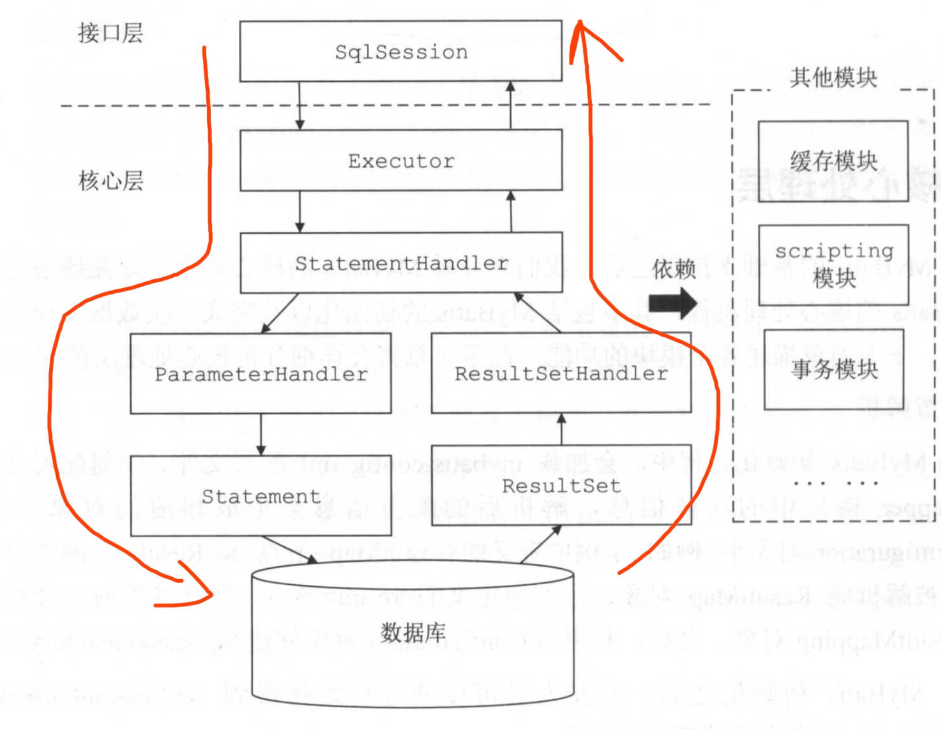 接口层
SqlSession
其他模块
缓存模块
核心层
Executor
StatementHandler
scripting
模块
依赖
ParameterHandler
ResultSetHandler
事务模块
Statement
ResultSet
... ...
数据库